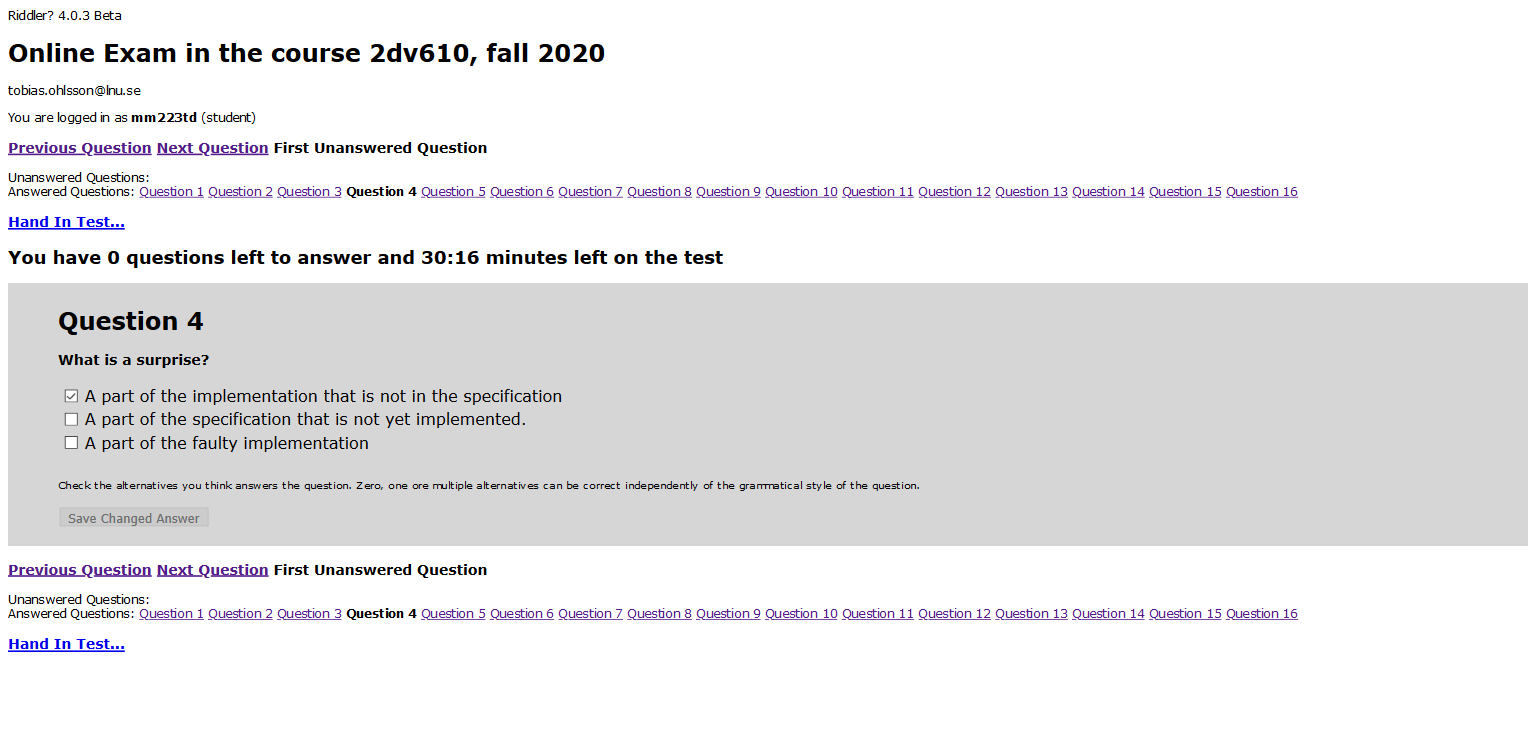 Riddler? 4.0.3 Beta
Online Exam in the course 2dv610, fall 2020
tobias.ohlsson@lnu.se
You are logged in as mm223td (student)
Previous Question Next Question First Unanswered Question
Unanswered Questions:
Answered Questions: Question 1 Question 2 Question 3 Question 4 Question 5 Question 6 Question 7 Question 8 Question 9 Question 10 Question 11 Question 12 Question 13 Question 14 Question 15 Question 16
Hand In Test...
You have 0 questions left to answer and 30:16 minutes left on the test
Question 4
What is a surprise?
A part of the implementation that is not in the specification
A part of the specification that is not yet implemented.
A part of the faulty implementation
Check the alternatives you think answers the question. Zero, one ore multiple alternatives can be correct independently of the grammatical style of the question.
Save Changed Answer
Previous Question Next Question First Unanswered Question
Unanswered Questions:
Answered Questions: Question 1 Question 2 Question 3 Question 4 Question 5 Question 6 Question 7 Question 8 Question 9 Question 10 Question 11 Question 12 Question 13 Question 14 Question 15 Question 16
Hand In Test...